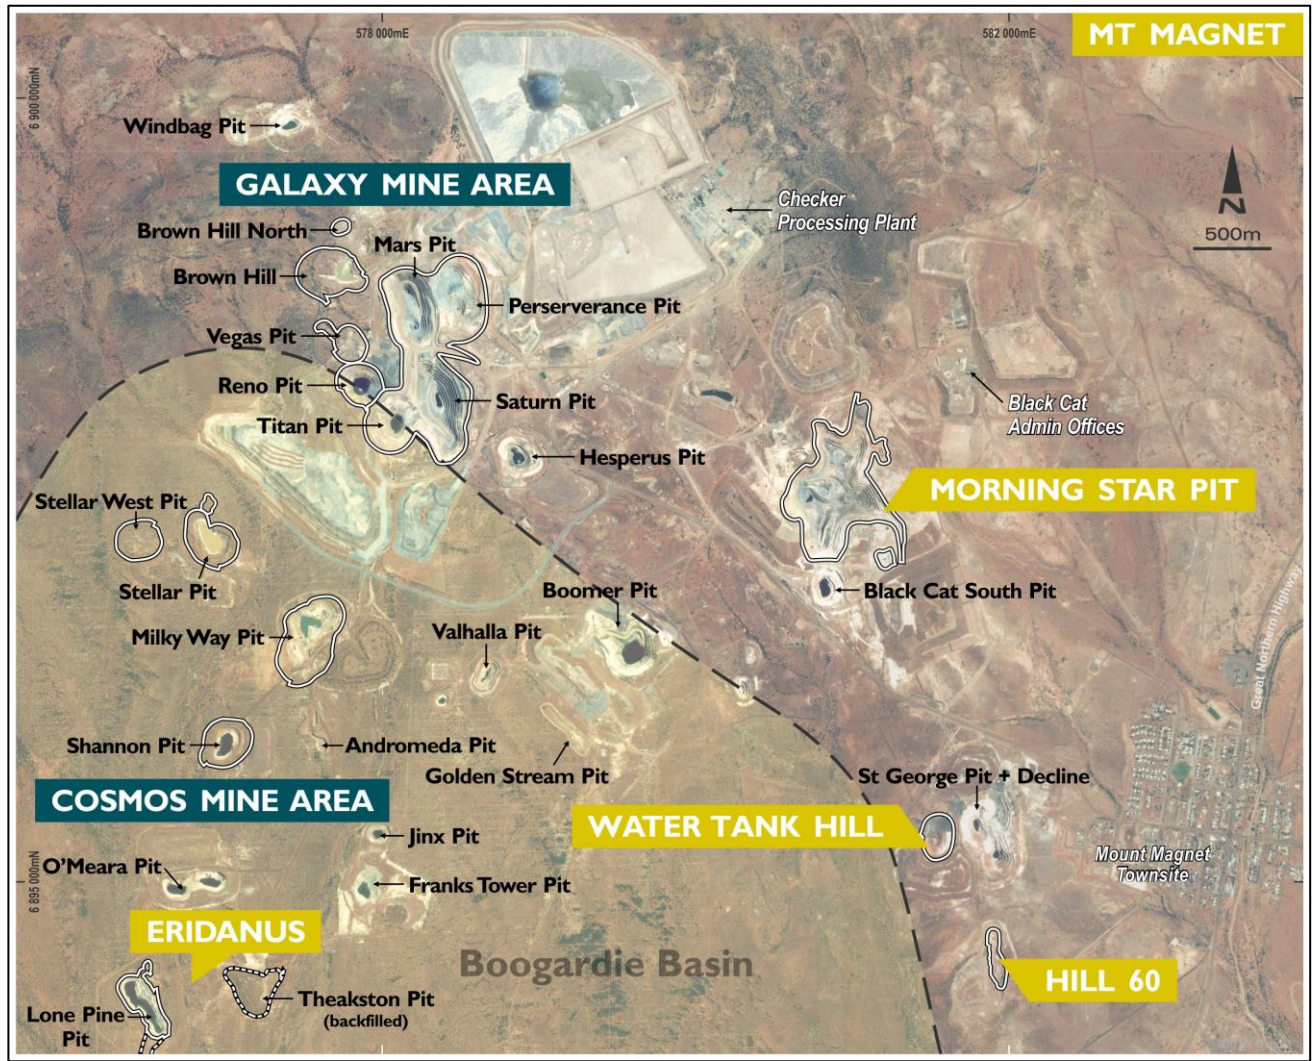 MT MAGNET
578 000mE
582 000mE
6 900 000mN
Windbag Pit
GALAXY MINE AREA
Checker
Processing Plant
N
500m
Brown Hill North
Mars Pit
Brown Hill
Perserverance Pit
Vegas Pit
Reno Pit
Saturn Pit
Titan Pit
Black Cat
Admin Offices
Hesperus Pit
MORNING STAR PIT
Stellar West Pit
Stellar Pit
Boomer Pit
Black Cat South Pit
Milky Way Pit
Valhalla Pit
Great Northern Highway
Shannon Pit
Andromeda Pit
Golden Stream Pit
St George Pit + Decline
COSMOS MINE AREA
WATER TANK HILL
Jinx Pit
Mount Magnet
Townsite
O'Meara Pit
6 895 000mN
Franks Tower Pit
ERIDANUS
Boogardie Basin
HILL 60
Theakston Pit
(backfilled)
Lone Pine
Pit